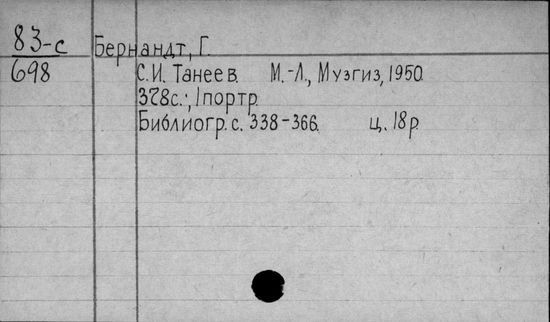 83-с
Бернандт, Г.
698
С.И. Танеев. М.-Л., Музгиз, 1950.
378с.; 1портр.
Библиогр. с. 338-366. ц. 18р.